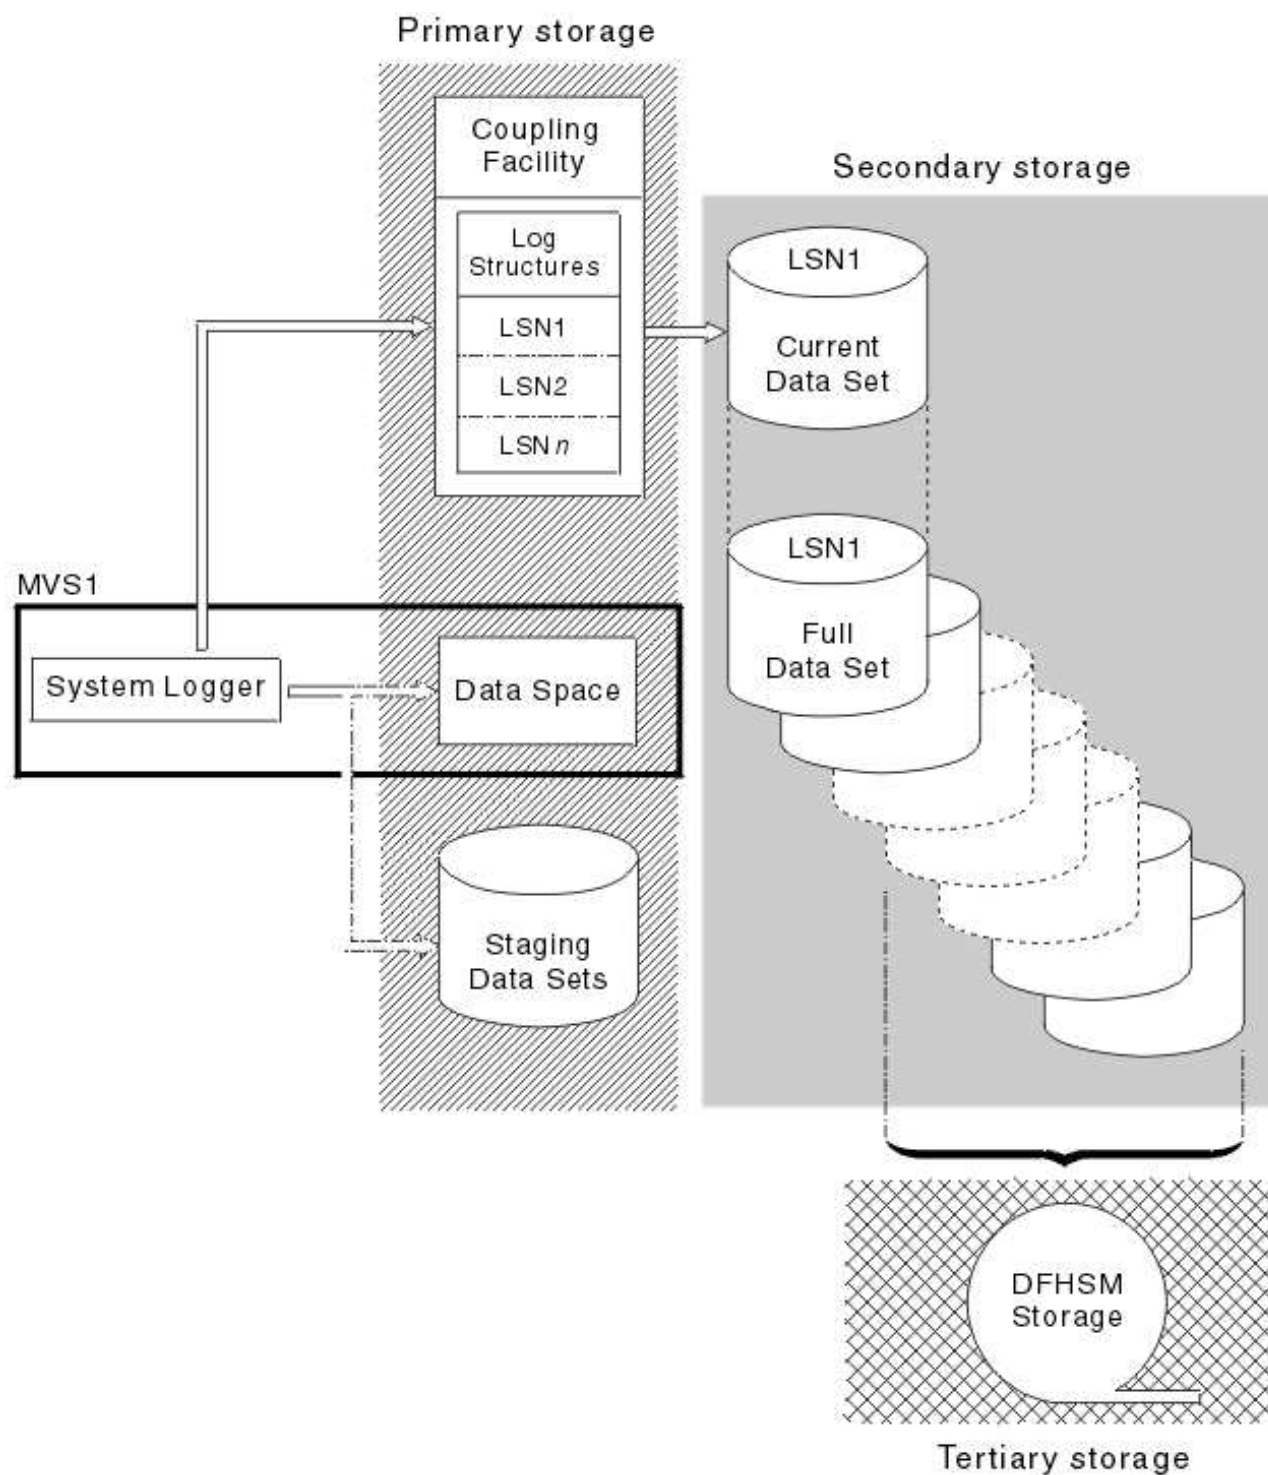 Primary storage
Coupling
Facility
Log
Structures
LSN1
LSN2
LSNn
Secondary storage
LSN1
Current
Data Set
LSN1
Full
Data Set
MVS1
System Logger
Data Space
Staging
Data Sets
DFHSM
Storage
Tertiary storage